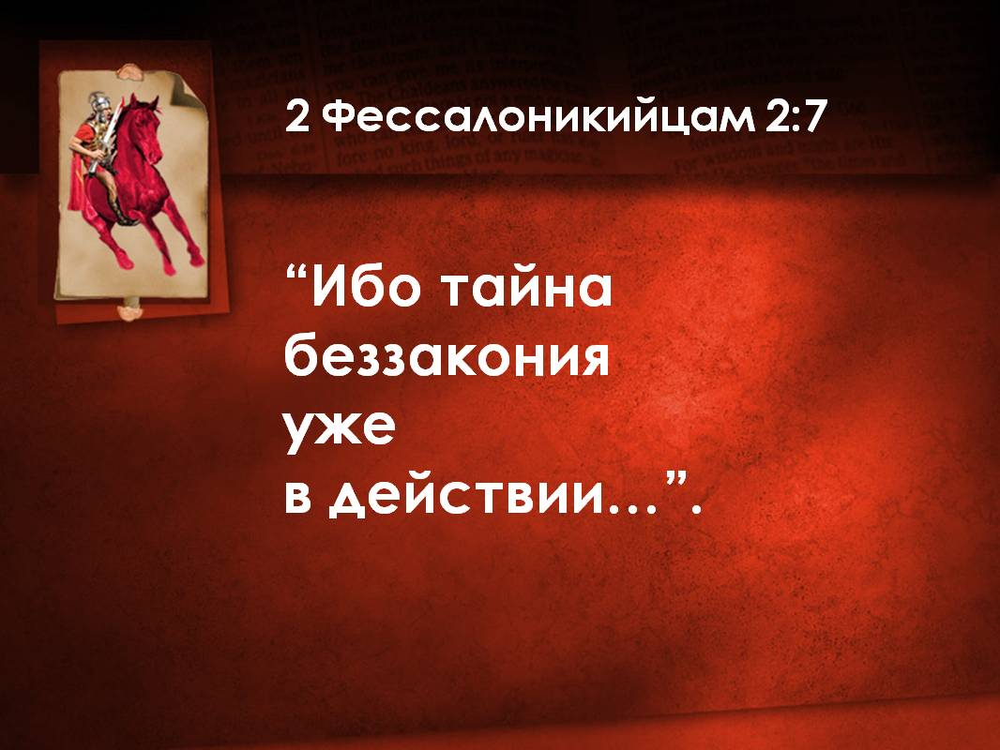 2 Фессалоникийцам 2:7
“Ибо тайна
беззакония
уже
в действии…”.